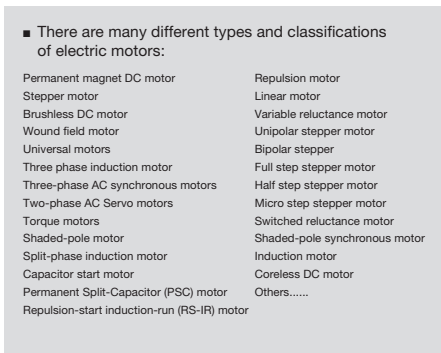 ■ There are many different types and classifications
of electric motors:
Permanent magnet DC motor
Stepper motor
Brushless DC motor
Wound field motor
Universal motors
Three phase induction motor
Three-phase AC synchronous motors
Two-phase AC Servo motors
Torque motors
Shaded-pole motor
Split-phase induction motor
Capacitor start motor
Permanent Split-Capacitor (PSC) motor
Repulsion-start induction-run (RS-IR) motor
Repulsion motor
Linear motor
Variable reluctance motor
Unipolar stepper motor
Bipolar stepper
Full step stepper motor
Half step stepper motor
Micro step stepper motor
Switched reluctance motor
Shaded-pole synchronous motor
Induction motor
Coreless DC motor
Others......